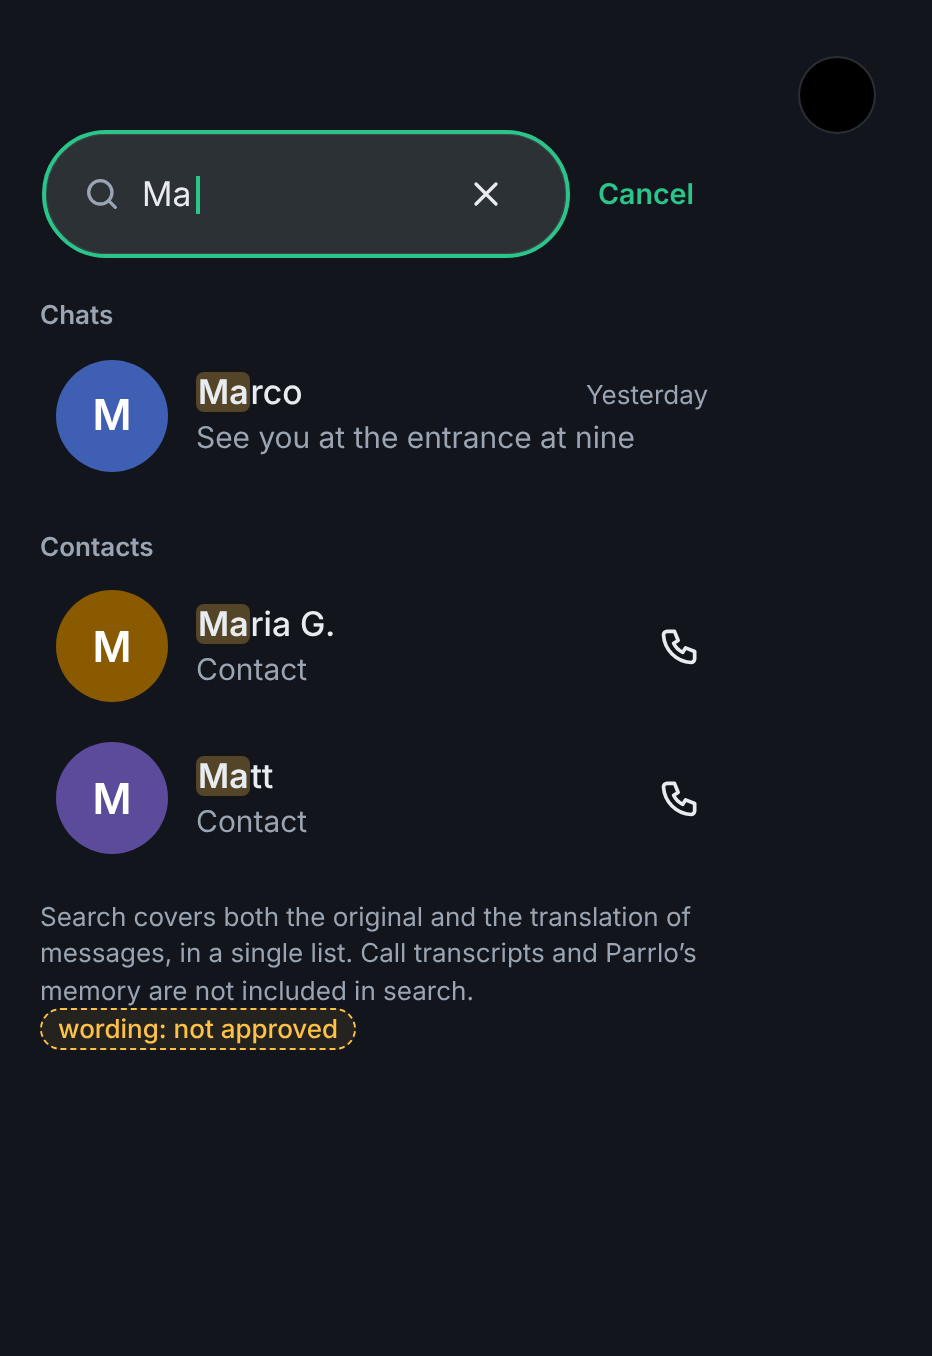 Ma
Cancel
Chats
M
Marco
Yesterday
See you at the entrance at nine
Contacts
M
Maria G.
Contact
M
Matt
Contact
Search covers both the original and the translation of
messages, in a single list. Call transcripts and Parrlo’s
memory are not included in search.
wording: not approved